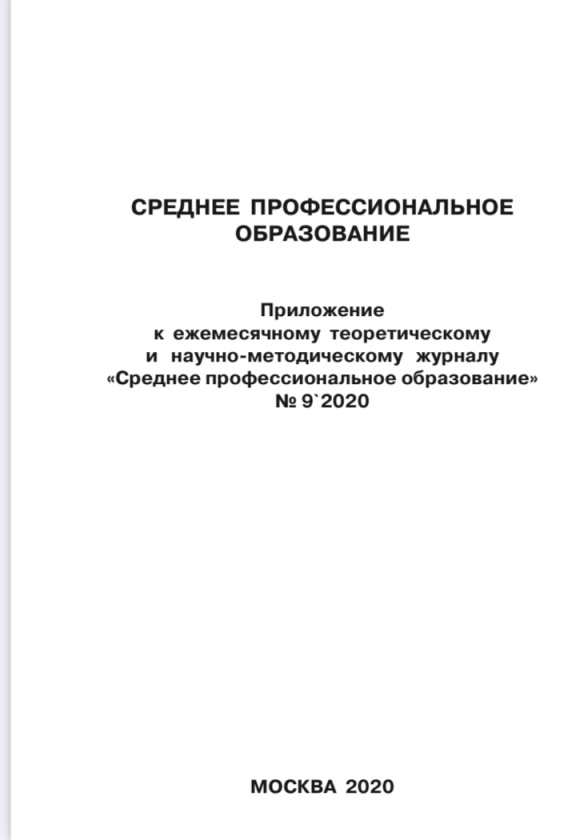 СРЕДНЕЕ ПРОФЕССИОНАЛЬНОЕ
ОБРАЗОВАНИЕ
Приложение
к ежемесячному теоретическому
и научно-методическому журналу
«Среднее профессиональное образование»
№ 9`2020
МОСКВА 2020